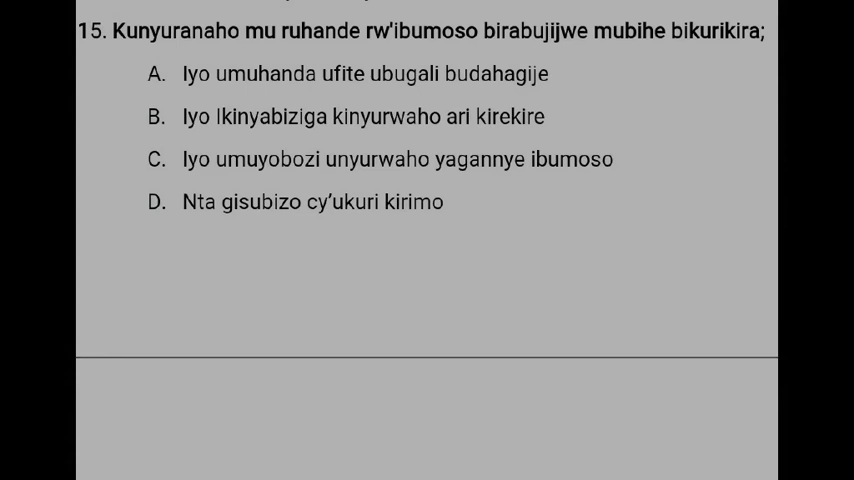 15. Kunyuranaho mu ruhande rw'ibumoso birabujijwe mubihe bikurikira;
A. Iyo umuhanda ufite ubugali budahagije
B. Iyo Ikinyabiziga kinyurwaho ari kirekire
C. Iyo umuyobozi unyurwaho yagannye ibumoso
D. Nta gisubizo cy’ukuri kirimo